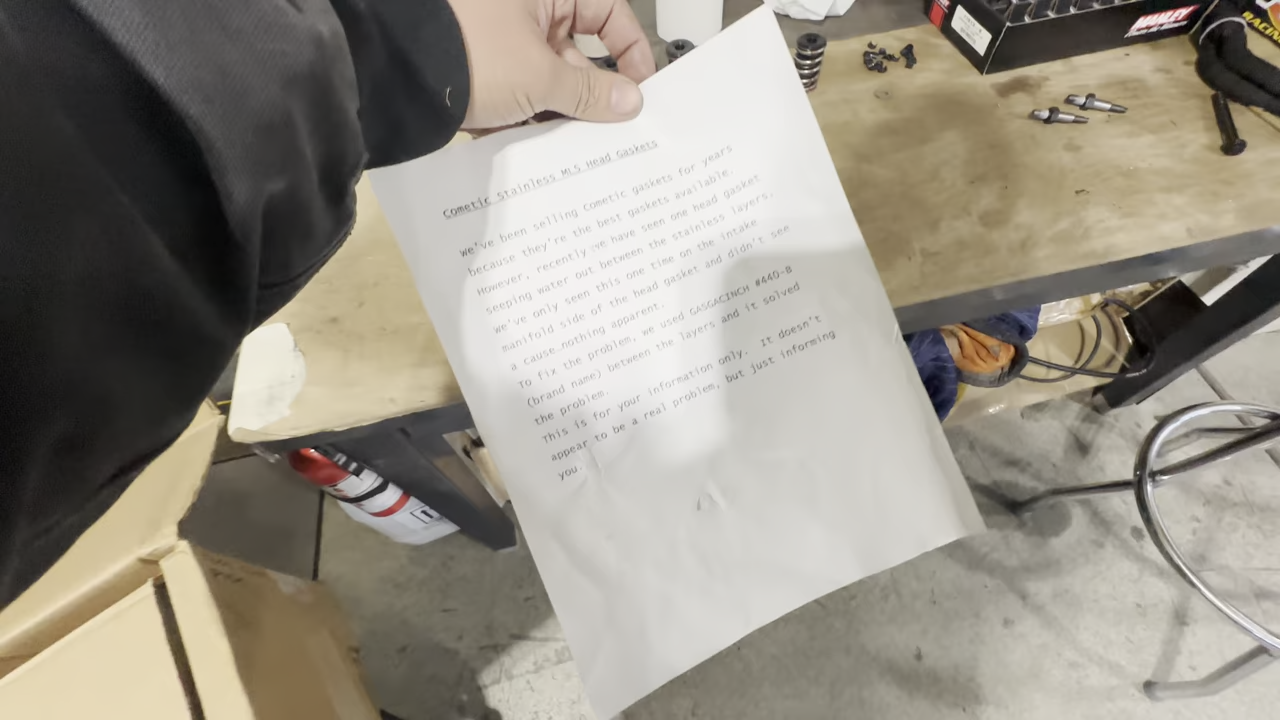 Cometic Stainless MLS Head Gaskets
We've been selling Cometic gaskets for years
because they're the best gaskets available.
However, recently we have seen one head gasket
seeping water out between the stainless layers.
We've only seen this one time on the intake
manifold side of the head gasket and didn't see
a cause nothing apparent.
To fix the problem, we used GASGACINCH #440-B
(brand name) between the layers and it solved
the problem.
This is for your information only. It doesn't
appear to be a real problem, but just informing
you.
MANLEY
RACING